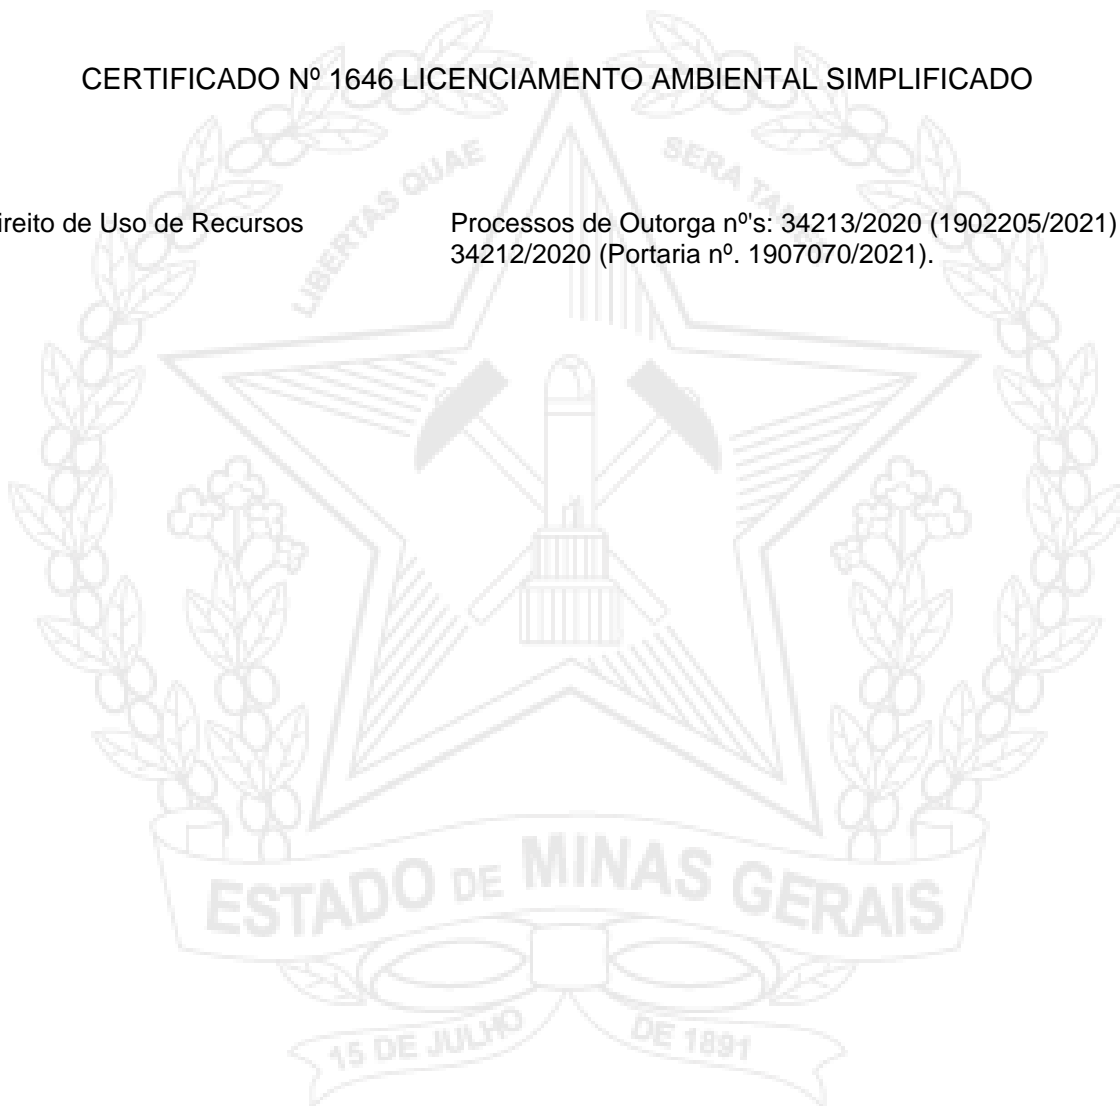 CERTIFICADO Nº 1646 LICENCIAMENTO AMBIENTAL SIMPLIFICADO
LIBERTAS QUAE SERA TAMEN
ireito de Uso de Recursos
Processos de Outorga nº's: 34213/2020 (1902205/2021)
34212/2020 (Portaria nº. 1907070/2021).
ESTADO DE MINAS GERAIS
15 DE JULHO DE 1891